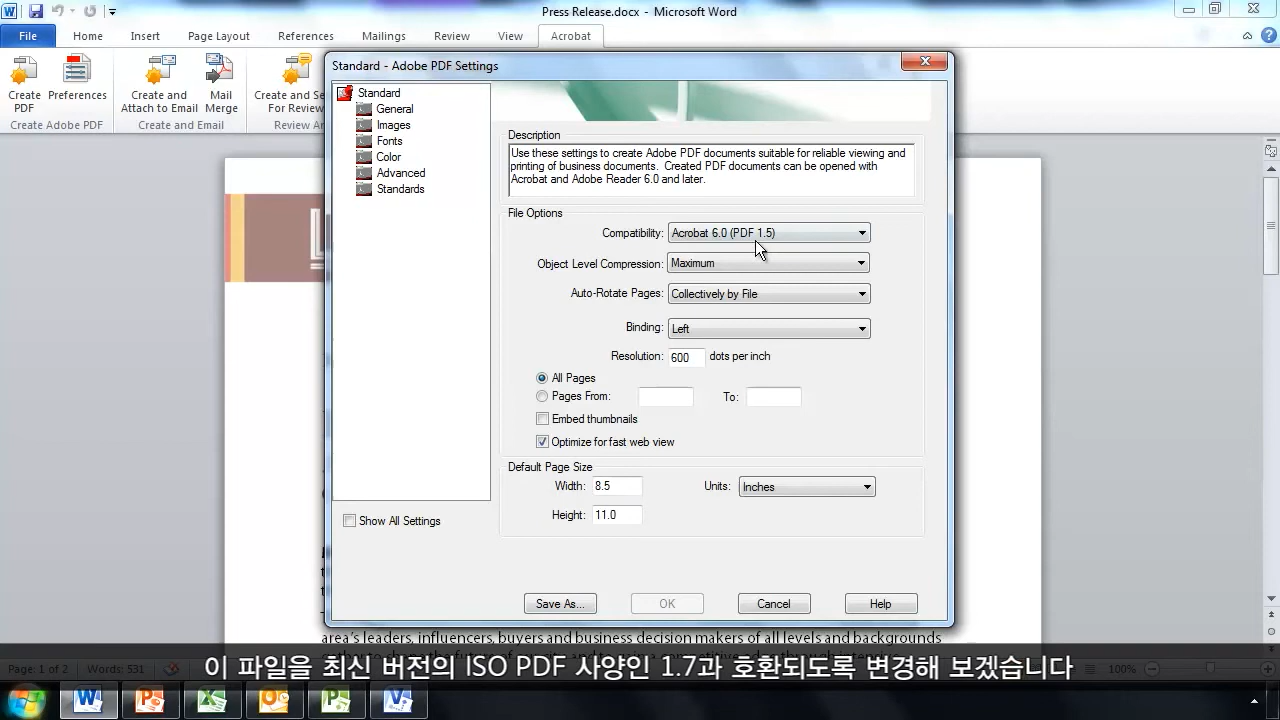 Press Release.docx - Microsoft Word
File Home Insert Page Layout References Mailings Review View Acrobat
Create PDF
Preferences
Create and Attach to Email
Mail Merge
Create and Se
For Review
Create Adobe PDF
Create and Email
Review A
Standard - Adobe PDF Settings
Standard
General
Images
Fonts
Color
Advanced
Standards
Show All Settings
Description
Use these settings to create Adobe PDF documents suitable for reliable viewing and
printing of business documents. Created PDF documents can be opened with
Acrobat and Adobe Reader 6.0 and later.
File Options
Compatibility: Acrobat 6.0 (PDF 1.5)
Object Level Compression: Maximum
Auto-Rotate Pages: Collectively by File
Binding: Left
Resolution: 600 dots per inch
All Pages
Pages From: To:
Embed thumbnails
Optimize for fast web view
Default Page Size
Width: 8.5 Units: Inches
Height: 11.0
Save As... OK Cancel Help
area's leaders, influencers, buyers and business decision makers of all levels and backgrounds
이 파일을 최신 버전의 ISO PDF 사양인 1.7과 호환되도록 변경해 보겠습니다
Page: 1 of 2 Words: 531 100%